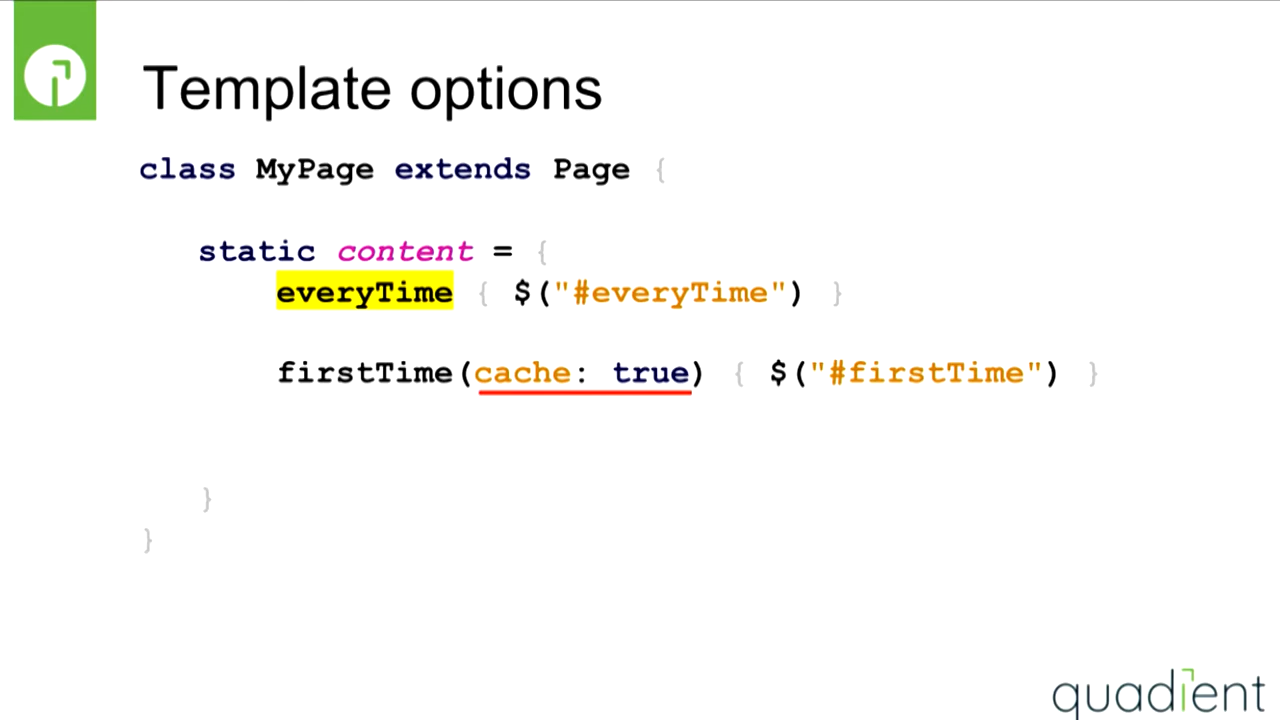 Template options
class MyPage extends Page {
static content = {
everyTime { $("#everyTime") }
firstTime(cache: true) { $("#firstTime") }
}
}
quadient